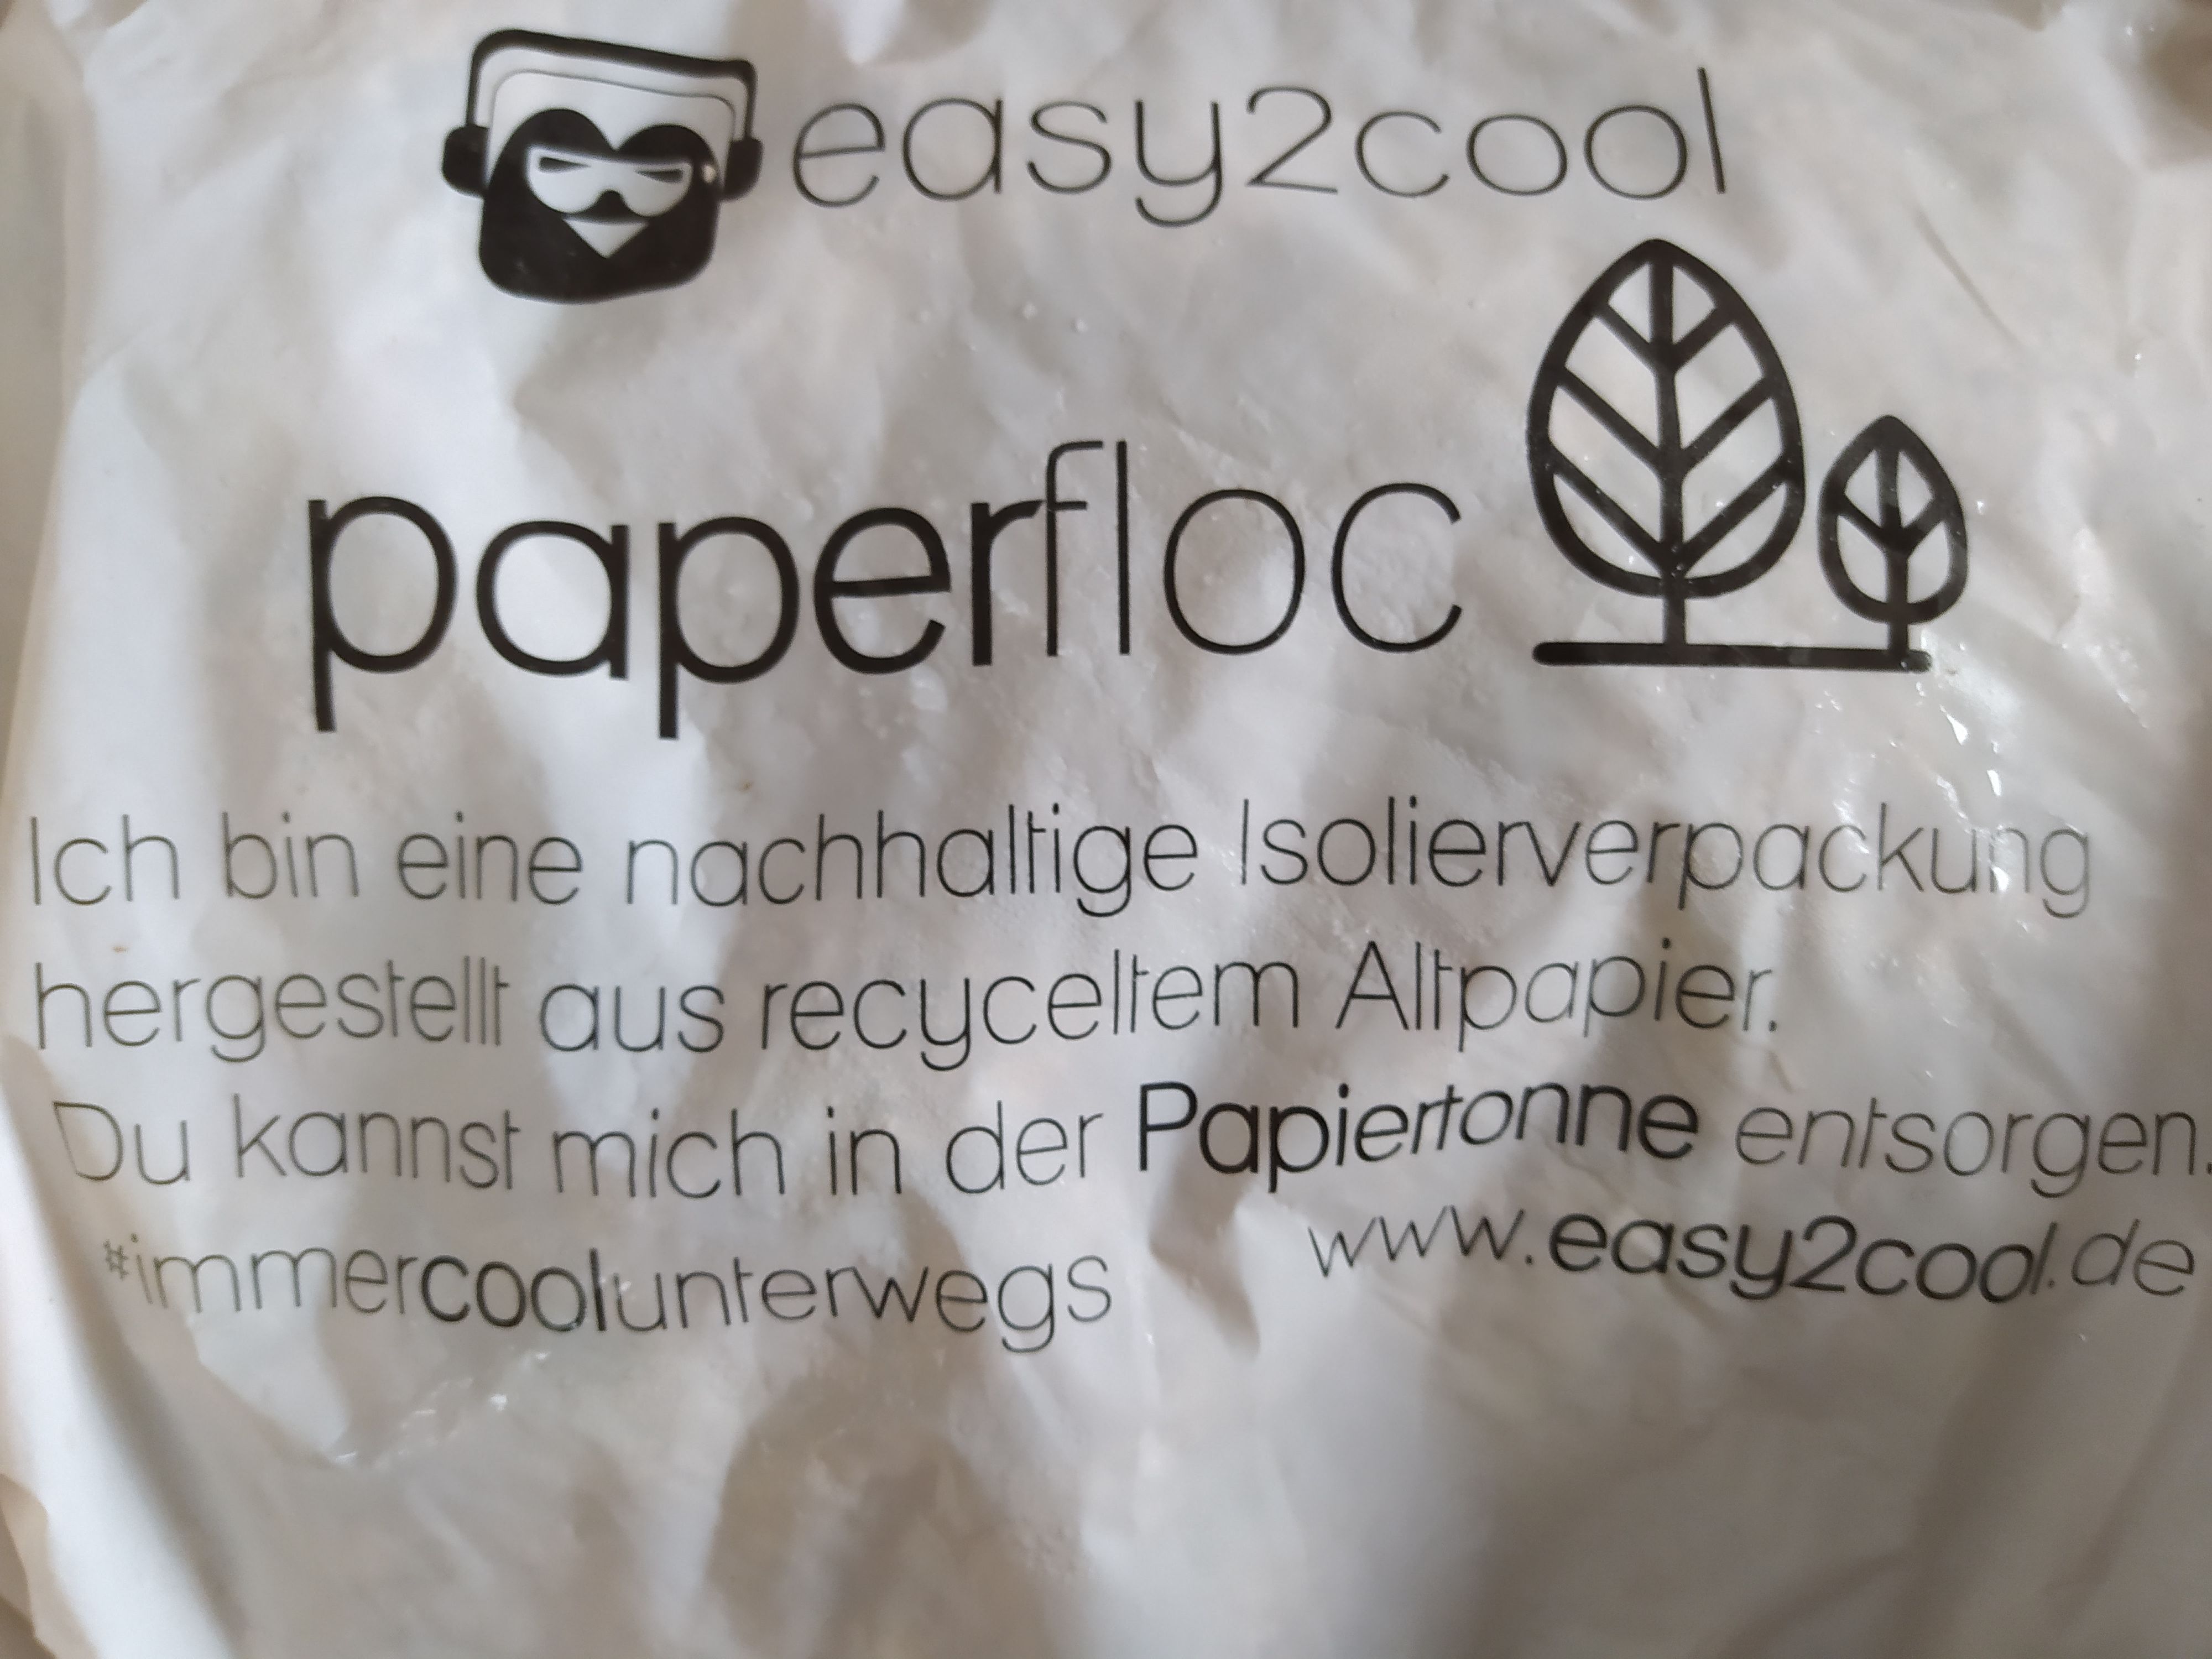 easy2cool
paperfloc
Ich bin eine nachhaltige Isolierverpackung
hergestellt aus recyceltem Altpapier.
Du kannst mich in der Papiertonne entsorgen.
#immercoolunterwegs www.easy2cool.de